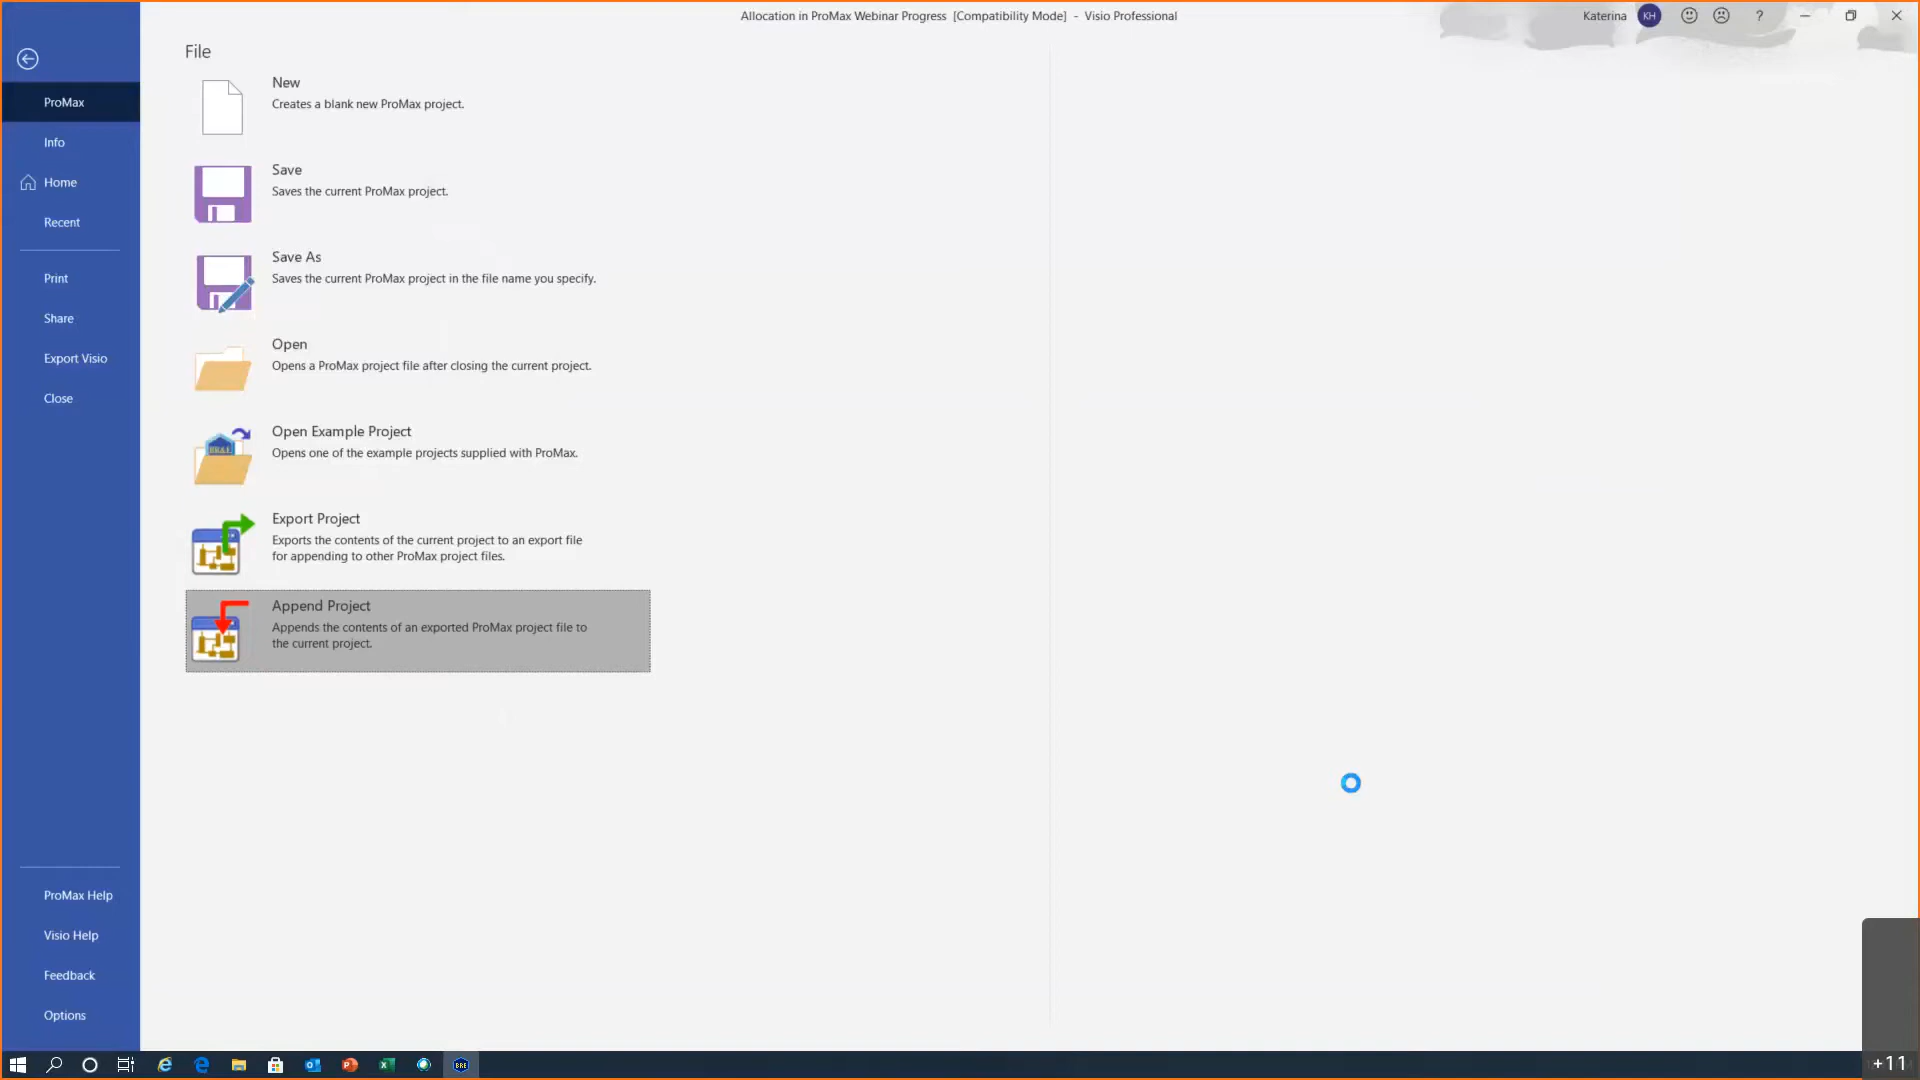 Allocation in ProMax Webinar Progress [Compatibility Mode] - Visio Professional
Katerina KH ?
File
ProMax
Info
Home
Recent
Print
Share
Export Visio
Close
ProMax Help
Visio Help
Feedback
Options
New
Creates a blank new ProMax project.
Save
Saves the current ProMax project.
Save As
Saves the current ProMax project in the file name you specify.
Open
Opens a ProMax project file after closing the current project.
Open Example Project
Opens one of the example projects supplied with ProMax.
Export Project
Exports the contents of the current project to an export file
for appending to other ProMax project files.
Append Project
Appends the contents of an exported ProMax project file to
the current project.
BRE
+11